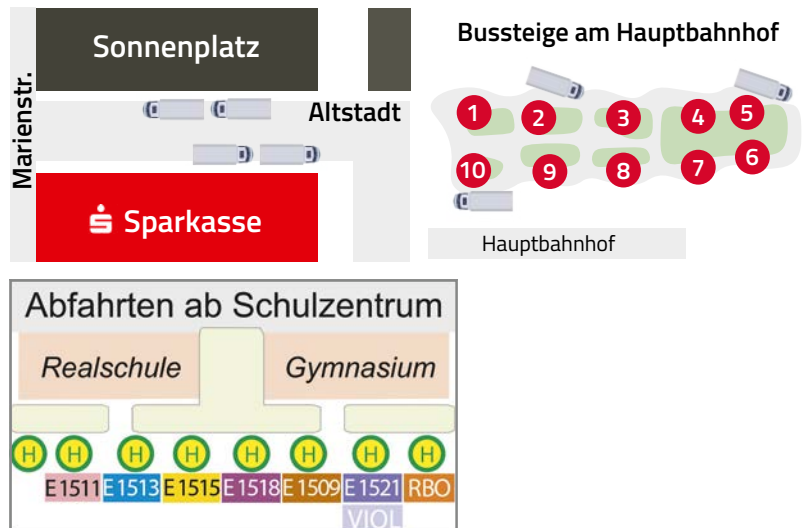 Sonnenplatz
Marienstr.
Altstadt
Sparkasse
Bussteige am Hauptbahnhof
1
2
3
4
5
10
9
8
7
6
Hauptbahnhof
Abfahrten ab Schulzentrum
Realschule
Gymnasium
H H H H H H H H
E 1511 E 1513 E 1515 E 1518 E 1509 E 1521 RBO
VIOL